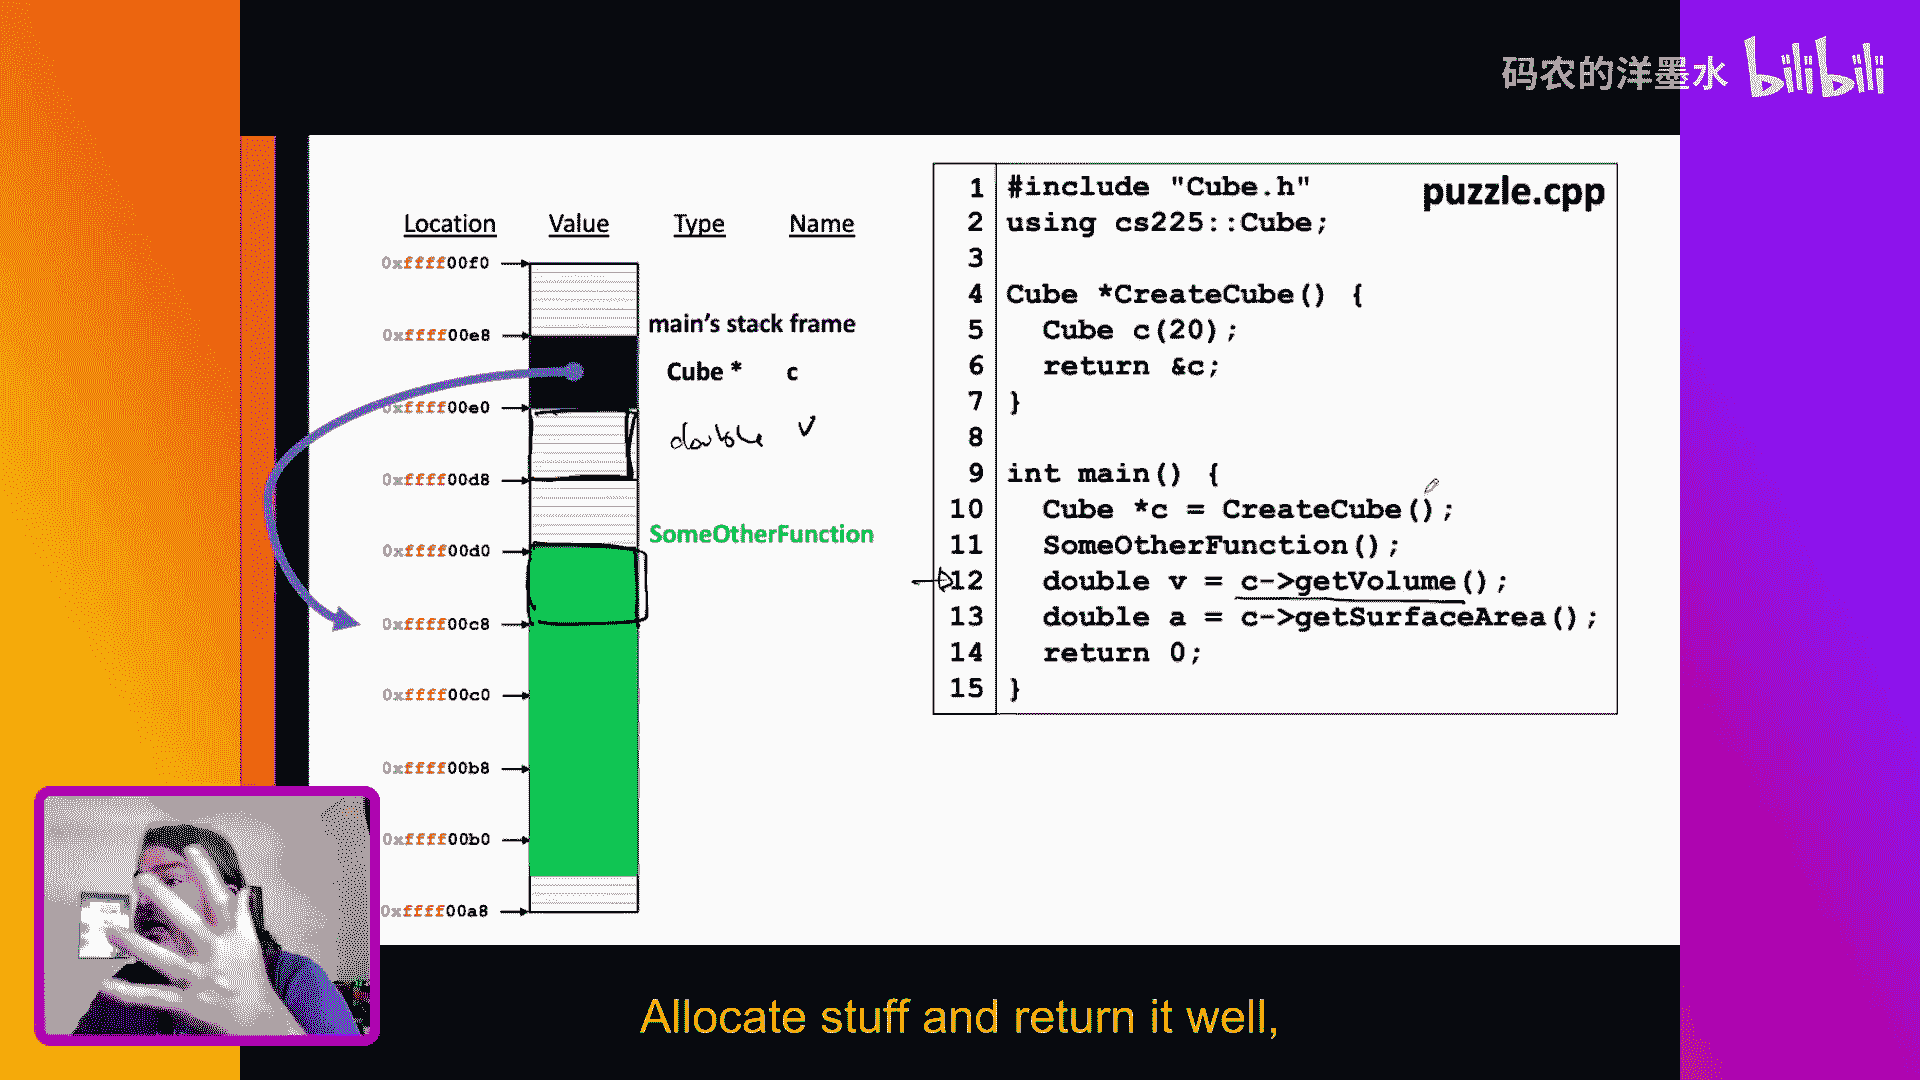 码农的洋墨水 bilibili
Location Value Type Name
0xffff00f0
0xffff00e8
main's stack frame
Cube * c
0xffff00e0
double v
0xffff00d8
SomeOtherFunction
0xffff00d0
0xffff00c8
0xffff00c0
0xffff00b8
0xffff00b0
0xffff00a8
puzzle.cpp
1 #include "Cube.h"
2 using cs225::Cube;
3
4 Cube *CreateCube() {
5 Cube c(20);
6 return &c;
7 }
8
9 int main() {
10 Cube *c = CreateCube();
11 SomeOtherFunction();
12 double v = c->getVolume();
13 double a = c->getSurfaceArea();
14 return 0;
15 }
Allocate stuff and return it well,